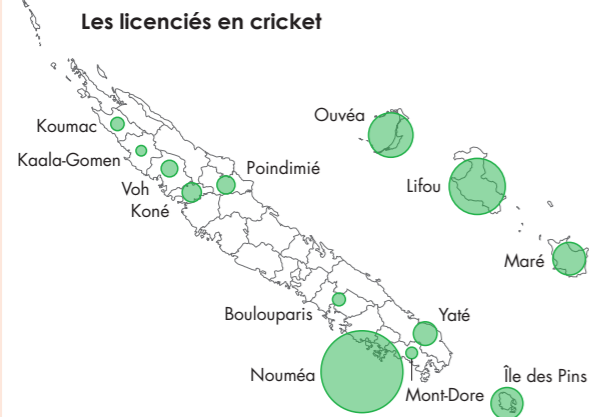 Les licenciés en cricket
Ouvéa
Koumac
Kaala-Gomen
Poindimié
Voh
Lifou
Koné
Maré
Boulouparis
Yaté
Nouméa
Île des Pins
Mont-Dore